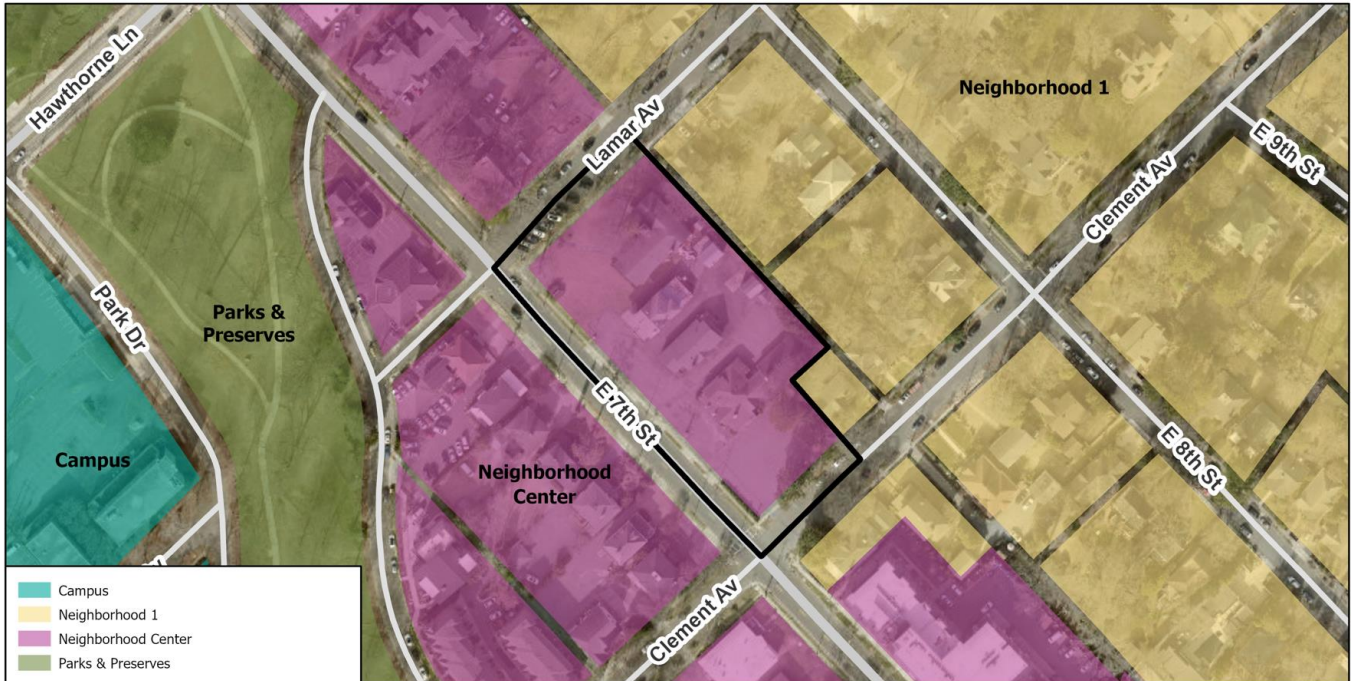 Hawthorne Ln
Lamar Av
Neighborhood 1
E 9th St
Clement Av
Park Dr
Parks &
Preserves
E 7th St
Campus
Neighborhood
Center
E 8th St
Clement Av
Campus
Neighborhood 1
Neighborhood Center
Parks & Preserves